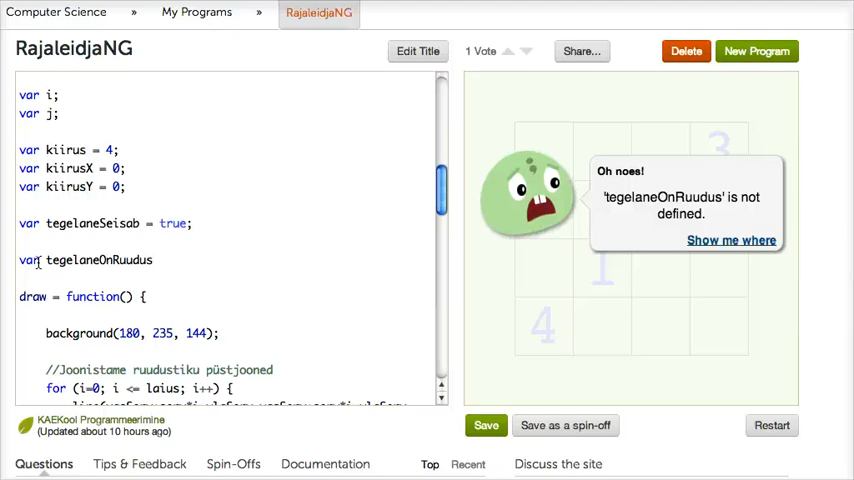 Computer Science » My Programs » RajaleidjaNG
RajaleidjaNG
Edit Title
1 Vote
Share...
Delete
New Program
var i;
var j;
var kiirus = 4;
var kiirusX = 0;
var kiirusY = 0;
var tegelaneSeisab = true;
var tegelaneOnRuudus
draw = function() {
background(180, 235, 144);
//Joonistame ruudustiku püstjooned
for (i=0; i <= laius; i++) {
3
1
4
Oh noes!
'tegelaneOnRuudus' is not
defined.
Show me where
KAEKool Programmeerimine
(Updated about 10 hours ago)
Save
Save as a spin-off
Restart
Questions Tips & Feedback Spin-Offs Documentation Top Recent Discuss the site